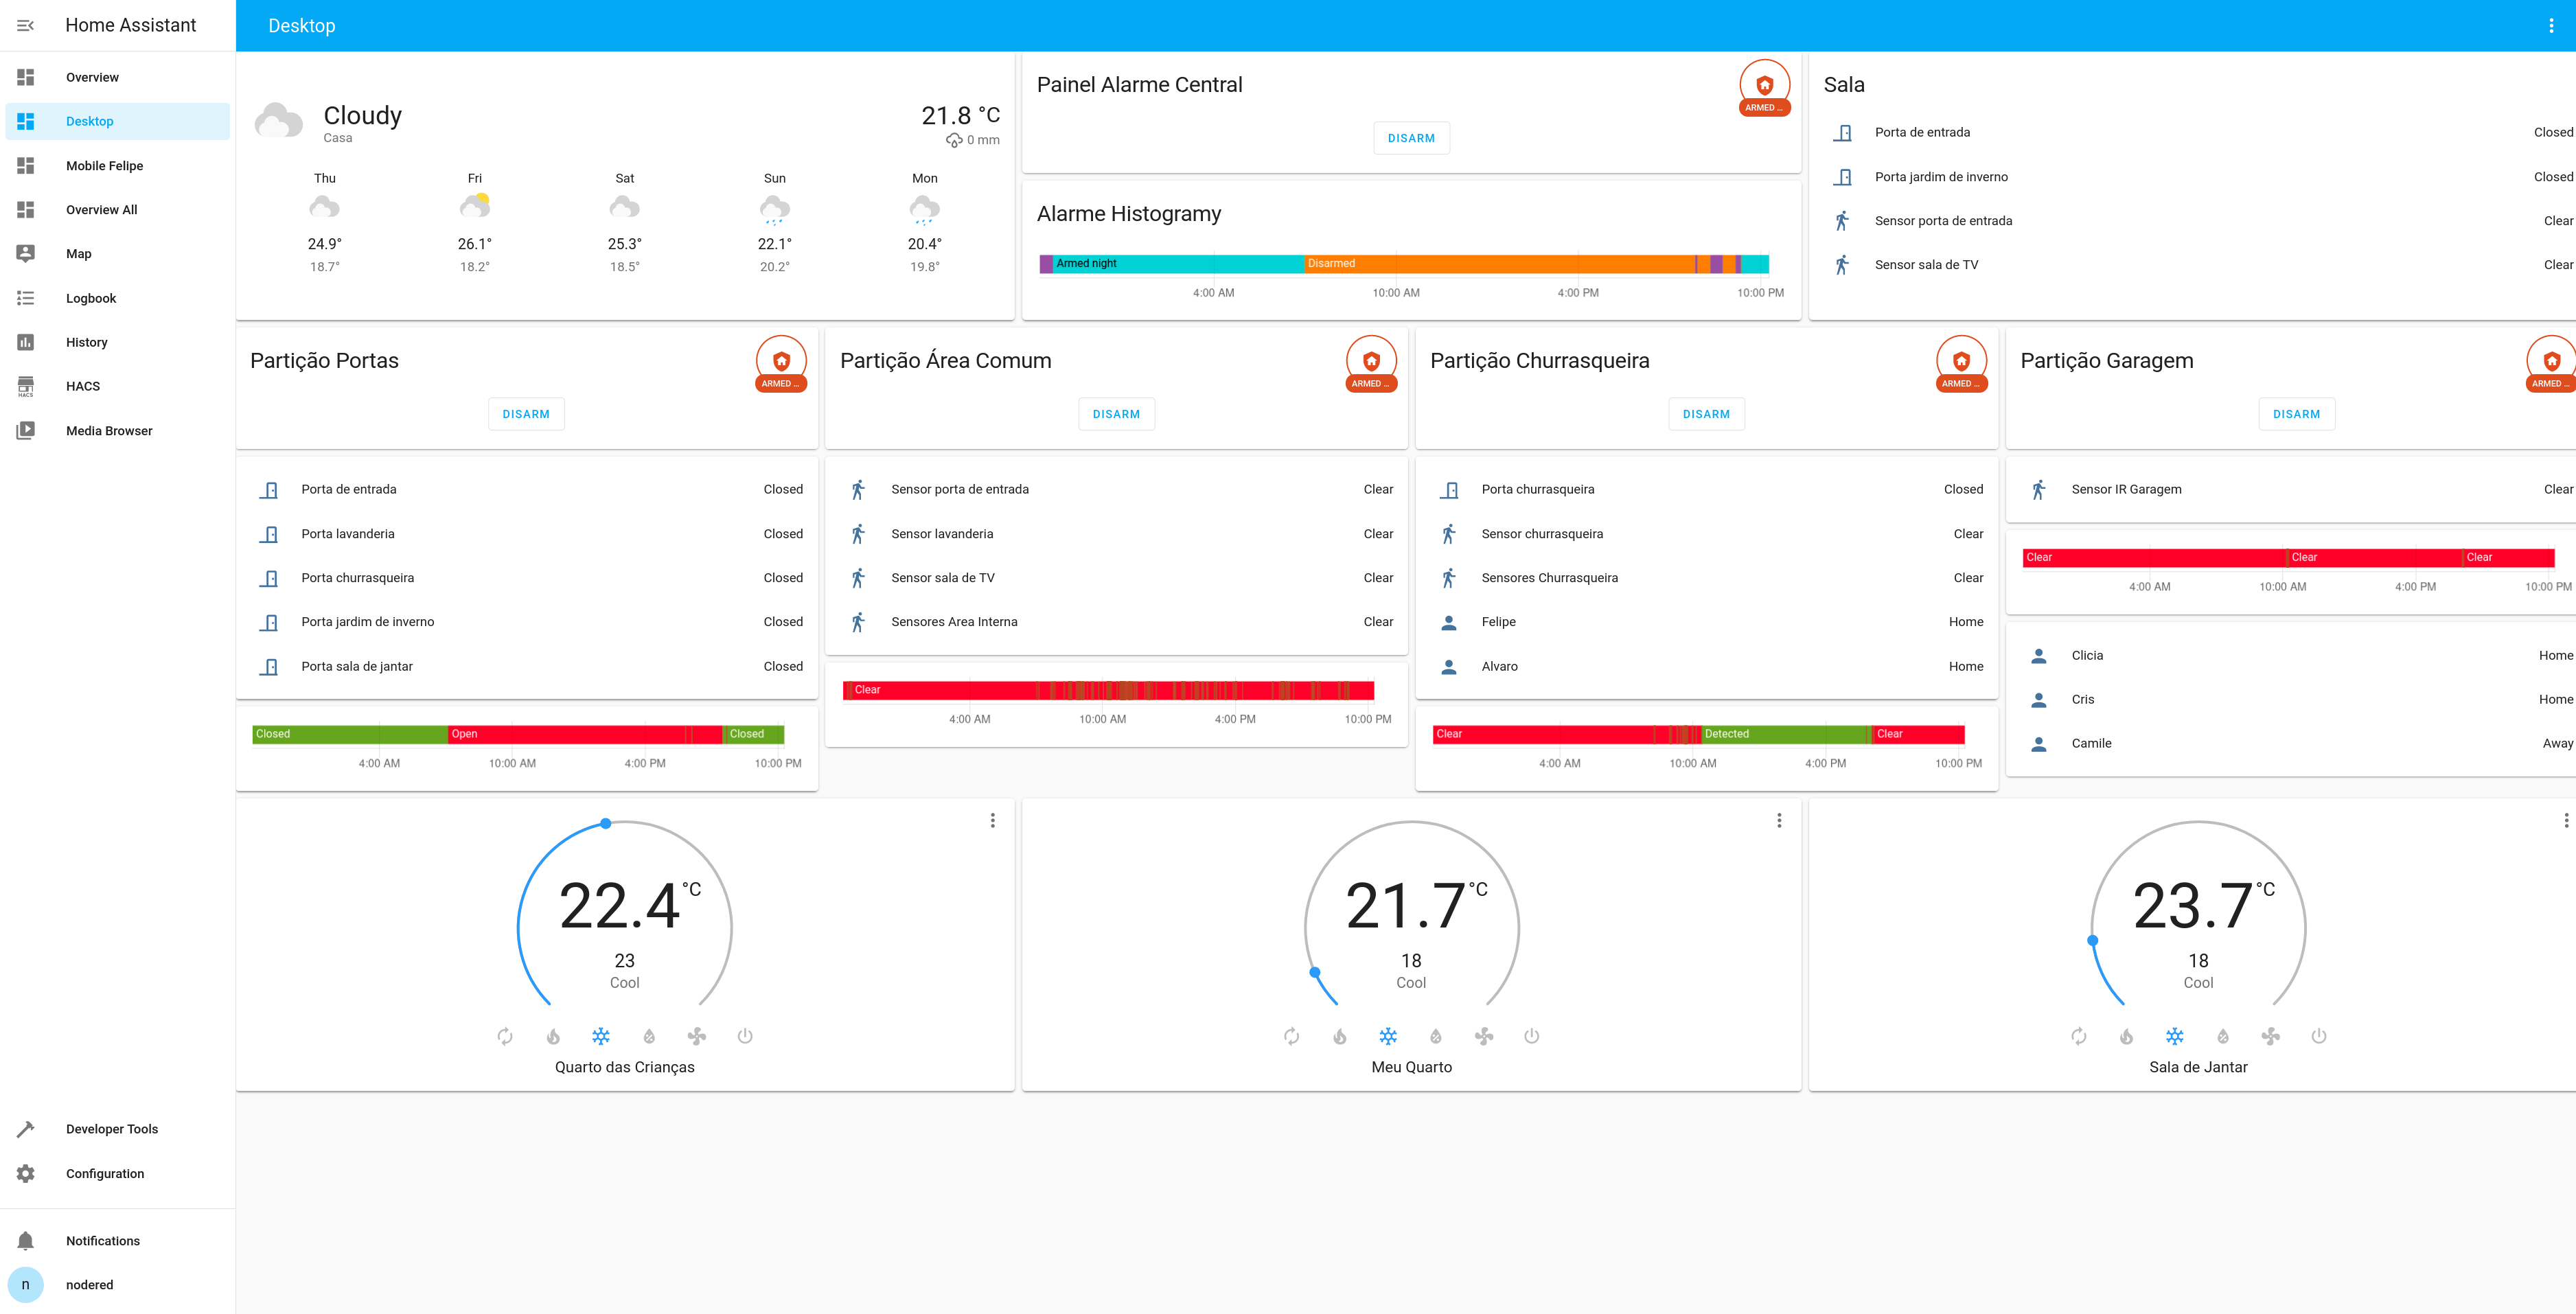 Home Assistant
Overview
Desktop
Mobile Felipe
Overview All
Map
Logbook
History
HACS
HACS
Media Browser
Developer Tools
Configuration
Notifications
n
nodered
Desktop
Cloudy
Casa
21.8 °C
0 mm
Thu Fri Sat Sun Mon
24.9° 26.1° 25.3° 22.1° 20.4°
18.7° 18.2° 18.5° 20.2° 19.8°
Painel Alarme Central
ARMED ...
DISARM
Alarme Histogramy
Armed night Disarmed
4:00 AM 10:00 AM 4:00 PM 10:00 PM
Sala
Porta de entrada Closed
Porta jardim de inverno Closed
Sensor porta de entrada Clear
Sensor sala de TV Clear
Partição Portas
ARMED ...
DISARM
Porta de entrada Closed
Porta lavanderia Closed
Porta churrasqueira Closed
Porta jardim de inverno Closed
Porta sala de jantar Closed
Closed Open Closed
4:00 AM 10:00 AM 4:00 PM 10:00 PM
Partição Área Comum
ARMED ...
DISARM
Sensor porta de entrada Clear
Sensor lavanderia Clear
Sensor sala de TV Clear
Sensores Area Interna Clear
Clear
4:00 AM 10:00 AM 4:00 PM 10:00 PM
Partição Churrasqueira
ARMED ...
DISARM
Porta churrasqueira Closed
Sensor churrasqueira Clear
Sensores Churrasqueira Clear
Felipe Home
Alvaro Home
Clear Detected Clear
4:00 AM 10:00 AM 4:00 PM 10:00 PM
Partição Garagem
ARMED ...
DISARM
Sensor IR Garagem Clear
Clear Clear Clear
4:00 AM 10:00 AM 4:00 PM 10:00 PM
Clicia Home
Cris Home
Camile Away
22.4 °C
23
Cool
Quarto das Crianças
21.7 °C
18
Cool
Meu Quarto
23.7 °C
18
Cool
Sala de Jantar